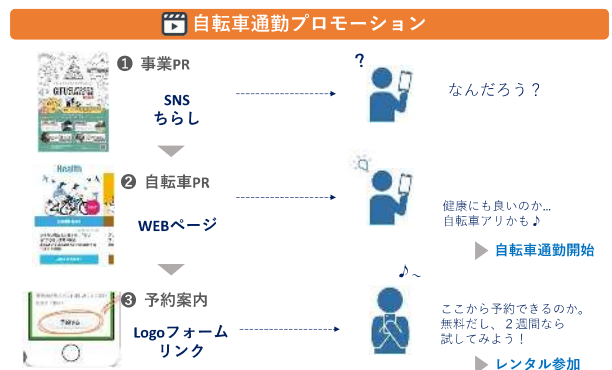 自転車通勤プロモーション
❶ 事業PR
SNS
ちらし
?
なんだろう？
Health
❷ 自転車PR
WEBページ
健康にも良いのか…
自転車アリかも♪
自転車通勤開始
❸ 予約案内
Logoフォーム
リンク
♪～
ここから予約できるのか。
無料だし、２週間なら
試してみよう！
レンタル参加